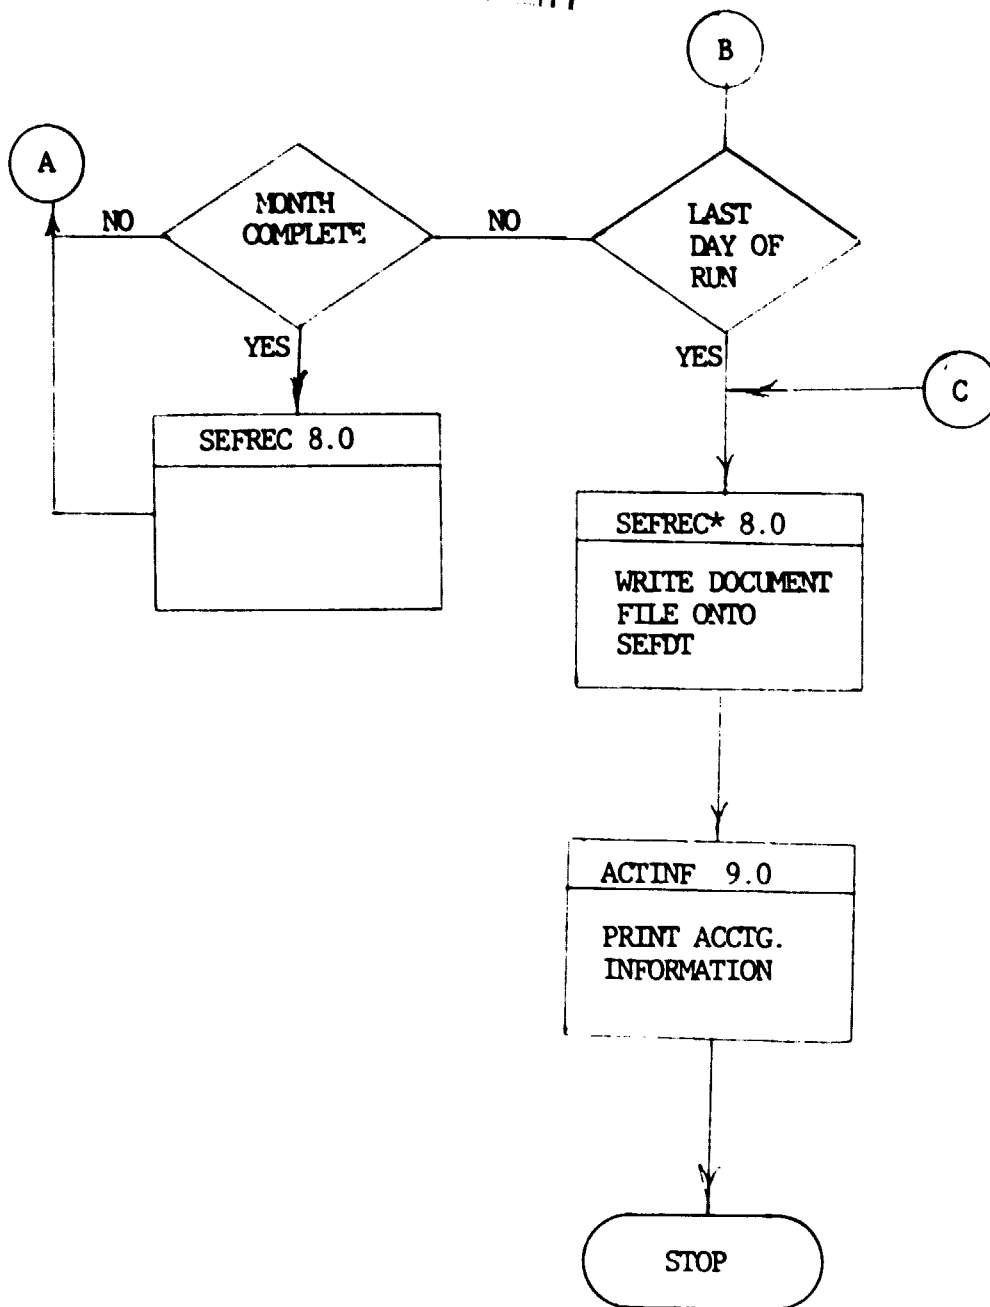 B
A
NO
MONTH
COMPLETE
NO
LAST
DAY OF
RUN
YES
YES
C
SEFREC 8.0
SEFREC* 8.0
WRITE DOCUMENT
FILE ONTO
SEFDT
ACTINF 9.0
PRINT ACCTG.
INFORMATION
STOP